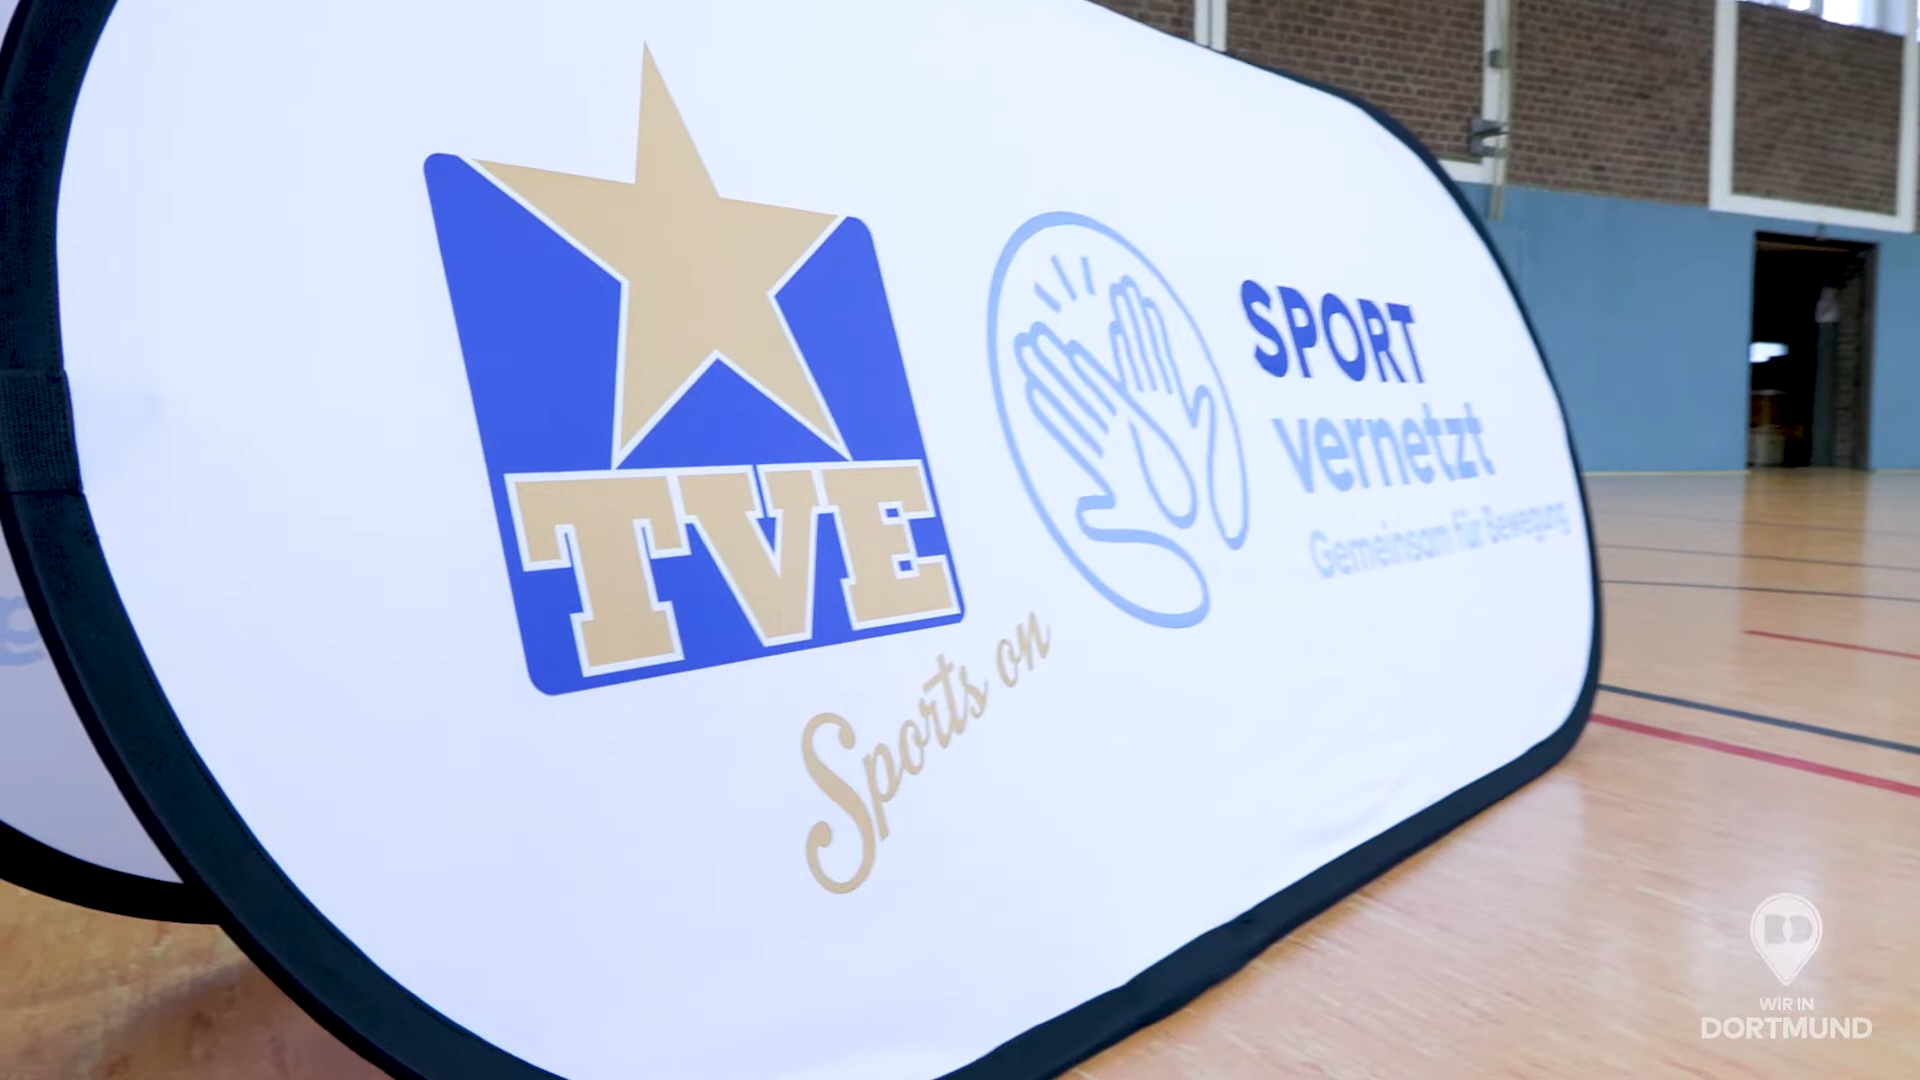 TVE
Sports on
SPORT
vernetzt
Gemeinsam für Bewegung
WIR IN
DORTMUND